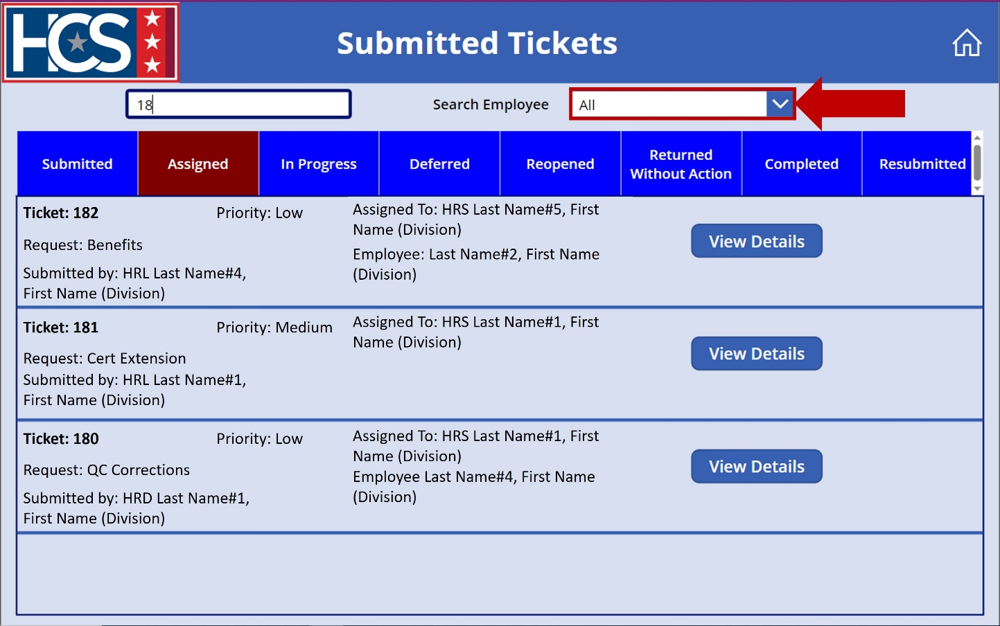 HCS
Submitted Tickets
18
Search Employee
All
Submitted
Assigned
In Progress
Deferred
Reopened
Returned
Without Action
Completed
Resubmitted
Ticket: 182
Priority: Low
Request: Benefits
Submitted by: HRL Last Name#4,
First Name (Division)
Assigned To: HRS Last Name#5, First
Name (Division)
Employee: Last Name#2, First Name
(Division)
View Details
Ticket: 181
Priority: Medium
Request: Cert Extension
Submitted by: HRL Last Name#1,
First Name (Division)
Assigned To: HRS Last Name#1, First
Name (Division)
View Details
Ticket: 180
Priority: Low
Request: QC Corrections
Submitted by: HRD Last Name#1,
First Name (Division)
Assigned To: HRS Last Name#1, First
Name (Division)
Employee Last Name#4, First Name
(Division)
View Details